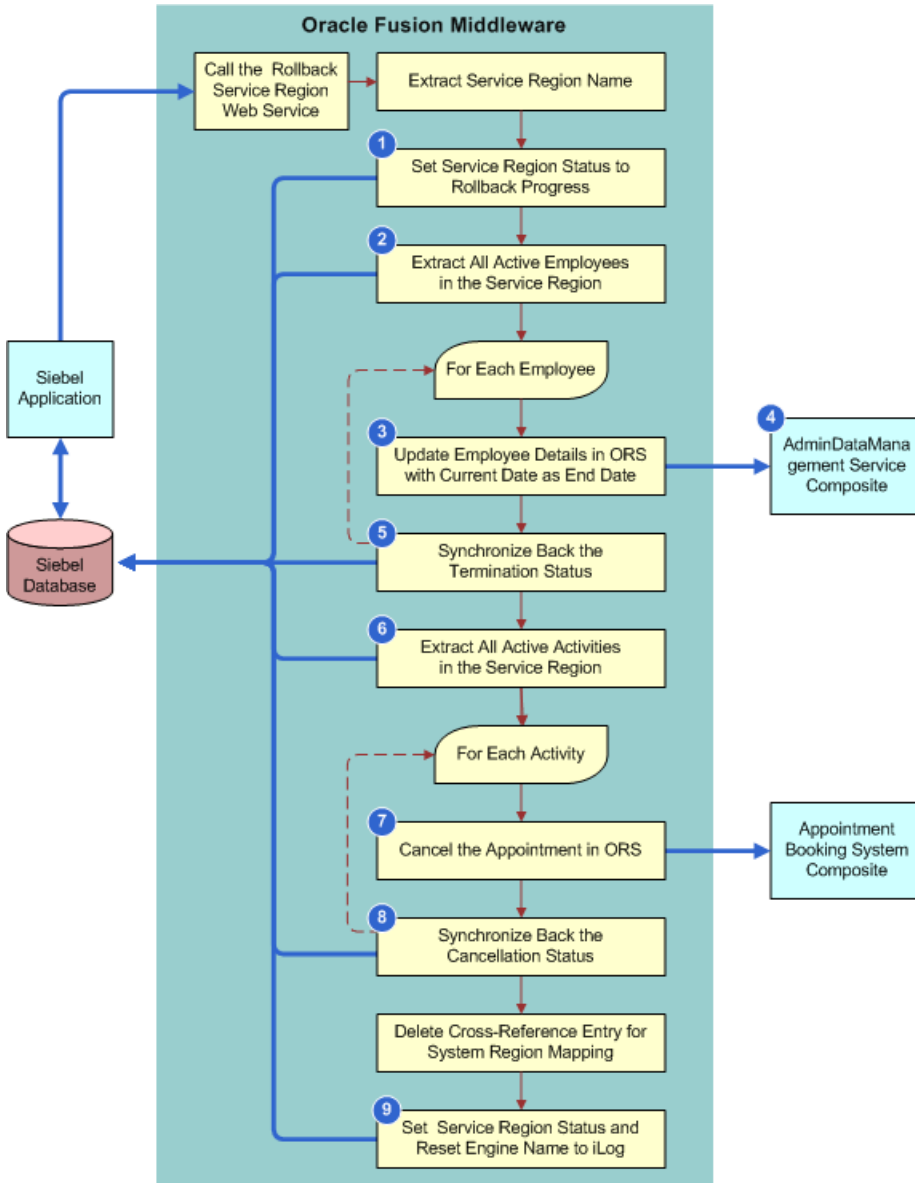 Oracle Fusion Middleware
Call the Rollback
Service Region
Web Service
Extract Service Region Name
1
Set Service Region Status to
Rollback Progress
2
Extract All Active Employees
in the Service Region
For Each Employee
Siebel
Application
3
Update Employee Details in ORS
with Current Date as End Date
4
AdminDataMana
gement Service
Composite
5
Synchronize Back the
Termination Status
Siebel
Database
6
Extract All Active Activities
in the Service Region
For Each Activity
7
Cancel the Appointment in ORS
Appointment
Booking System
Composite
8
Synchronize Back the
Cancellation Status
Delete Cross-Reference Entry for
System Region Mapping
9
Set Service Region Status and
Reset Engine Name to iLog